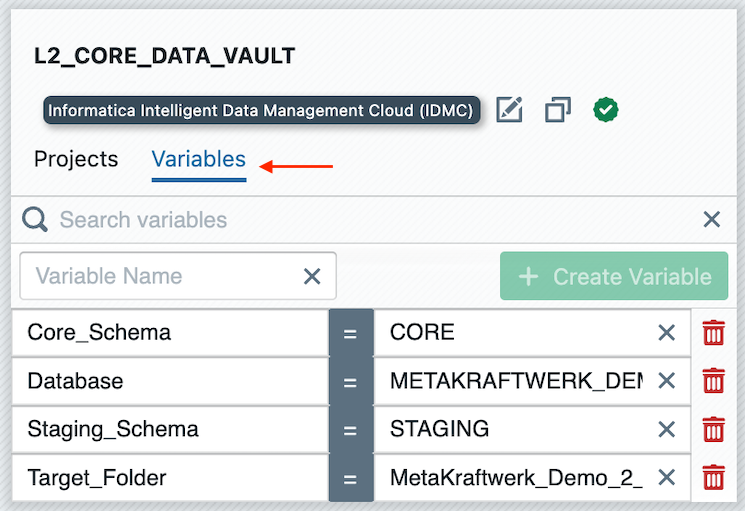 L2_CORE_DATA_VAULT
Informatica Intelligent Data Management Cloud (IDMC)
Projects Variables
Search variables
Variable Name + Create Variable
Core_Schema = CORE
Database = METAKRAFTWERK_DEM
Staging_Schema = STAGING
Target_Folder = MetaKraftwerk_Demo_2_